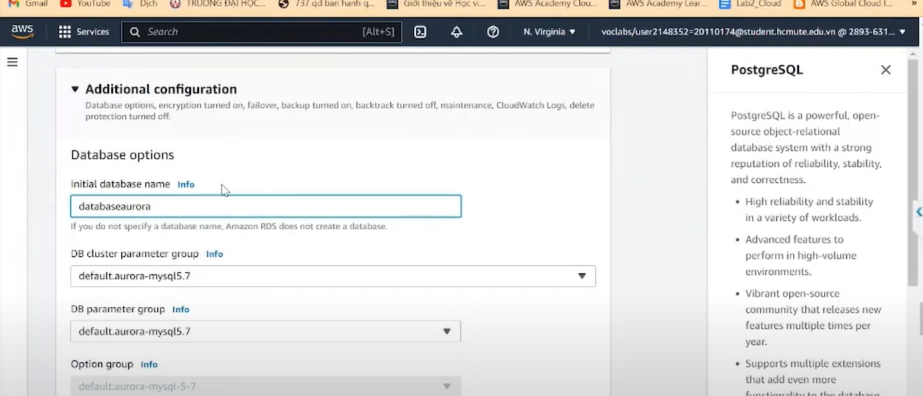 Gmail YouTube Dịch TRƯỜNG ĐẠI HỌC... 737 qd ban hanh q... Giới thiệu về Học vi... AWS Academy Clou... AWS Academy Lear... Lab2_Cloud AWS Global Cloud I...
aws Services Search [Alt+S] N. Virginia voclabs/user2148352=20110174@student.hcmute.edu.vn @ 2893-631...
Additional configuration
Database options, encryption turned on, failover, backup turned on, backtrack turned off, maintenance, CloudWatch Logs, delete
protection turned off.
Database options
Initial database name Info
databaseaurora
If you do not specify a database name, Amazon RDS does not create a database.
DB cluster parameter group Info
default.aurora-mysql5.7
DB parameter group Info
default.aurora-mysql5.7
Option group Info
default:aurora-mysql-5-7
PostgreSQL
PostgreSQL is a powerful, open-
source object-relational
database system with a strong
reputation of reliability, stability,
and correctness.
• High reliability and stability
in a variety of workloads.
• Advanced features to
perform in high-volume
environments.
• Vibrant open-source
community that releases new
features multiple times per
year.
• Supports multiple extensions
that add even more
functionality to the database